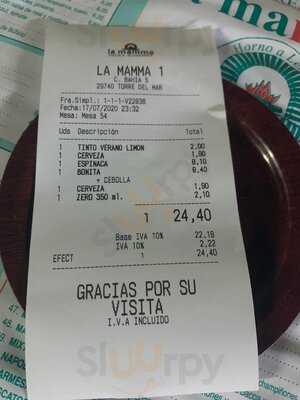 la mamma
LA MAMMA 1
C. BAHIA 5
29740 TORRE DEL MAR
Fra.Simpl.: 1-1-1-V22838
Fecha:17/07/2020 23:32
Mesa: Mesa 54
Uds Descripción Total
1 TINTO VERANO LIMON 2,00
1 CERVEZA 1,90
1 ESPINACA 8,10
1 BONITA 8,40
+ CEBOLLA
1 CERVEZA 1,90
1 ZERO 350 ml. 2,10
1 24,40
Base IVA 10% 22,18
IVA 10% 2,22
EFECT 1 24,40
GRACIAS POR SU
VISITA
I.V.A INCLUIDO
Sluurpy
Horno a L